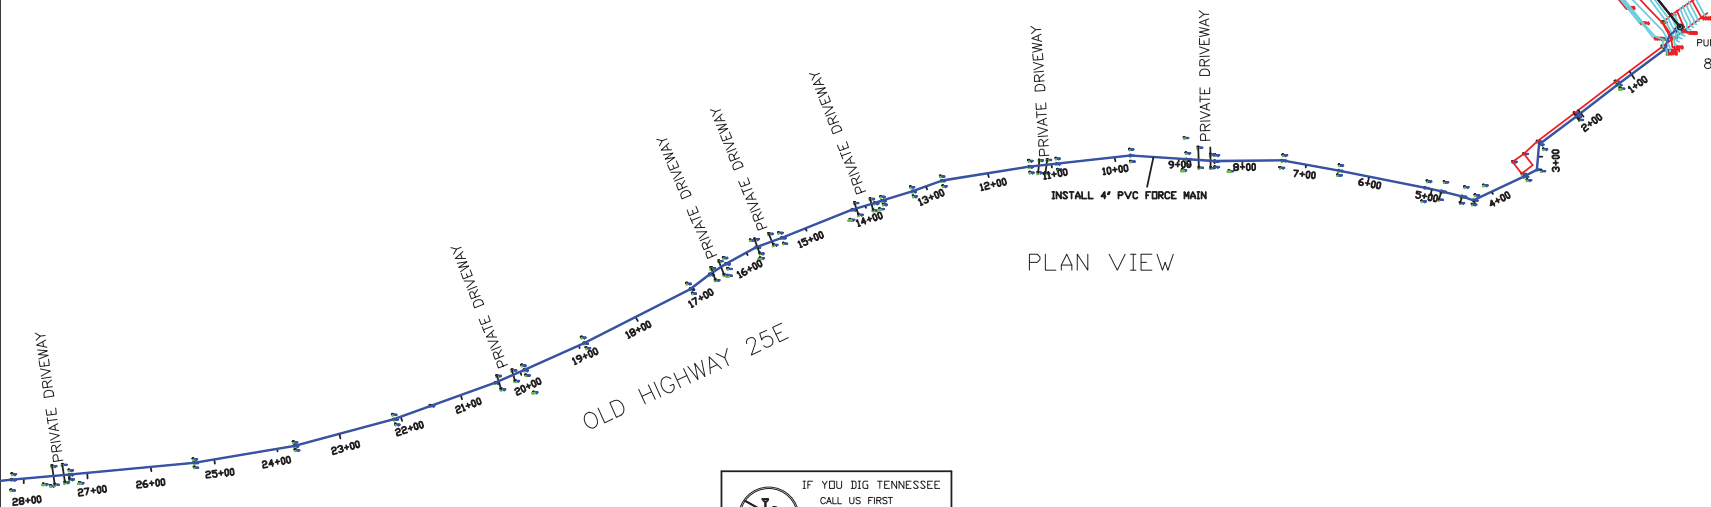 PRIVATE DRIVEWAY
PRIVATE DRIVEWAY
PRIVATE DRIVEWAY
PRIVATE DRIVEWAY
PRIVATE DRIVEWAY
PRIVATE DRIVEWAY
PRIVATE DRIVEWAY
PRIVATE DRIVEWAY
PU
8
1+00
2+00
3+00
4+00
5+00
6+00
7+00
8+00
9+00
10+00
11+00
12+00
13+00
14+00
15+00
16+00
17+00
18+00
19+00
20+00
21+00
22+00
23+00
24+00
25+00
26+00
27+00
28+00
INSTALL 4" PVC FORCE MAIN
PLAN VIEW
OLD HIGHWAY 25E
IF YOU DIG TENNESSEE
CALL US FIRST